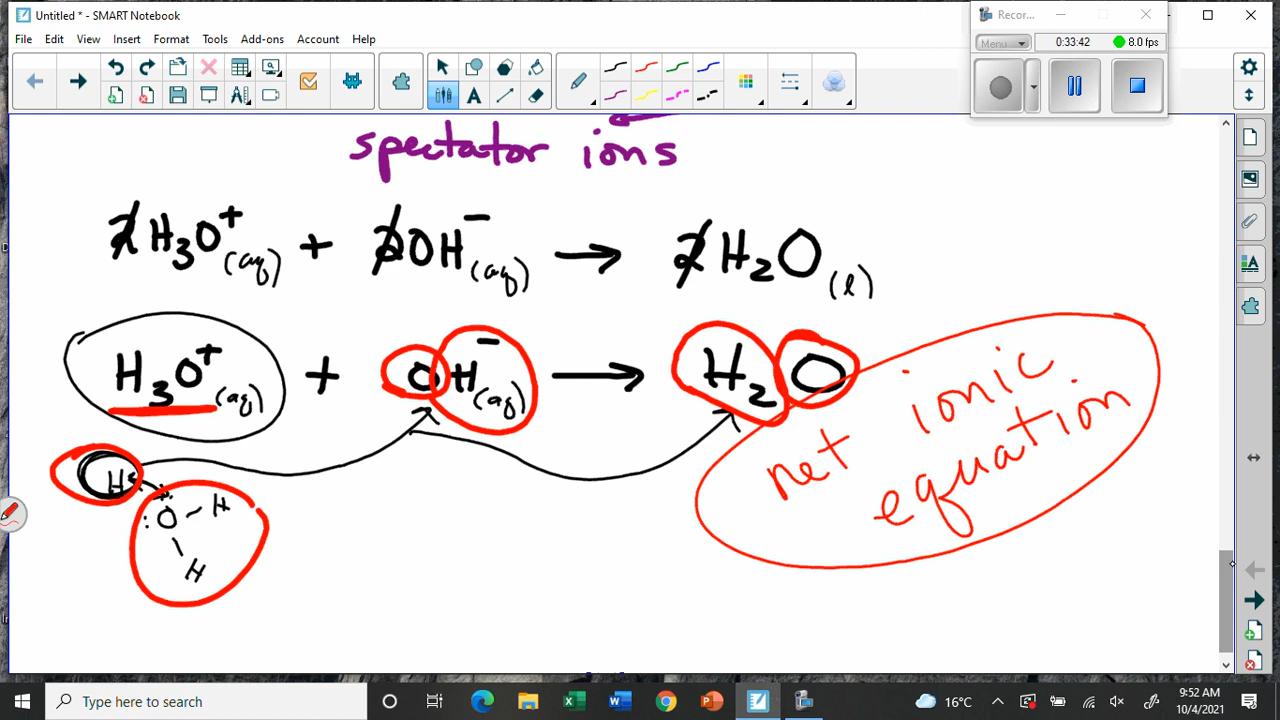 Untitled * - SMART Notebook
Recor...
File Edit View Insert Format Tools Add-ons Account Help
Menu
0:33:42
8.0 fps
spectator ions
2H3O+(aq) + 2OH−(aq) → 2H2O(l)
H3O+(aq) + OH−(aq) → H2O
net ionic
equation
H
:O - H
H
Type here to search
16°C
9:52 AM
10/4/2021